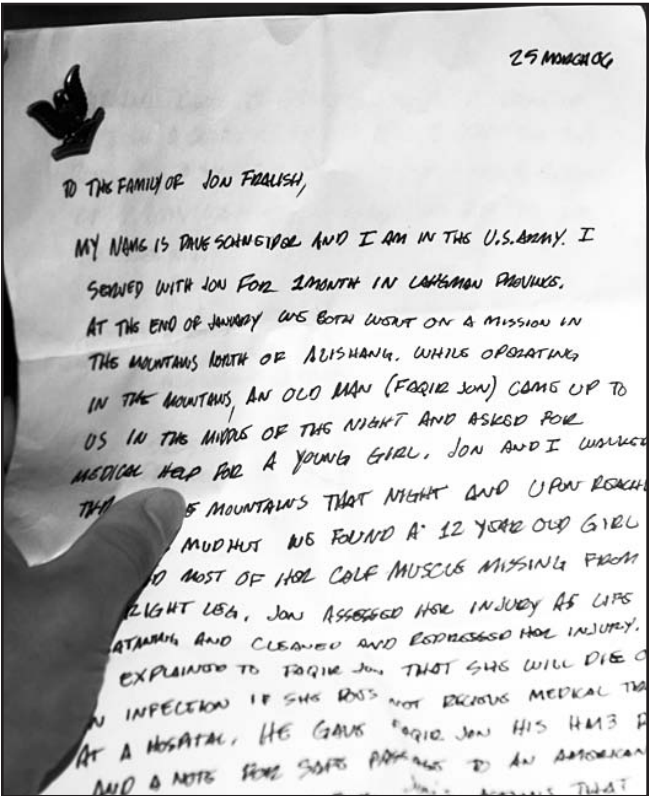 25 MARCH 06
TO THE FAMILY OF JON FRALISH,
MY NAME IS DAVE SCHNEIDER AND I AM IN THE U.S. ARMY. I
SERVED WITH JON FOR 1 MONTH IN LAHGMAN PROVINCE.
AT THE END OF JANUARY WE BOTH WENT ON A MISSION IN
THE MOUNTAINS NORTH OF ALISHANG. WHILE OPERATING
IN THE MOUNTAINS, AN OLD MAN (FAQIR JON) CAME UP TO
US IN THE MIDDLE OF THE NIGHT AND ASKED FOR
MEDICAL HELP FOR A YOUNG GIRL. JON AND I WALKED
MOUNTAINS THAT NIGHT AND UPON REACHI
MUD HUT WE FOUND A 12 YEAR OLD GIRL
MOST OF HER CALF MUSCLE MISSING FROM
RIGHT LEG. JON ASSESSED HER INJURY AS LIFE
AND CLEANED AND REDRESSED HER INJURY.
EXPLAINED TO FAQIR JON THAT SHE WILL DIE O
INFECTION IF SHE DOES NOT RECEIVE MEDICAL
AT A HOSPITAL. HE GAVE FAQIR JON HIS HM3
AND A NOTE FOR SAFE PASSAGE TO AN AMERICAN
THAT